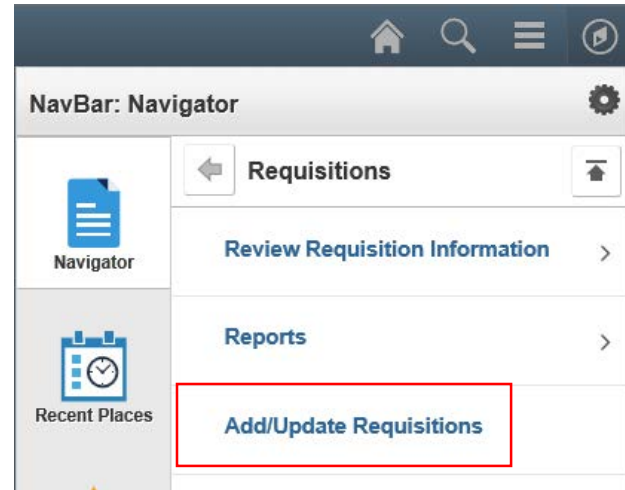 NavBar: Navigator
Requisitions
Navigator
Review Requisition Information
Reports
Recent Places
Add/Update Requisitions